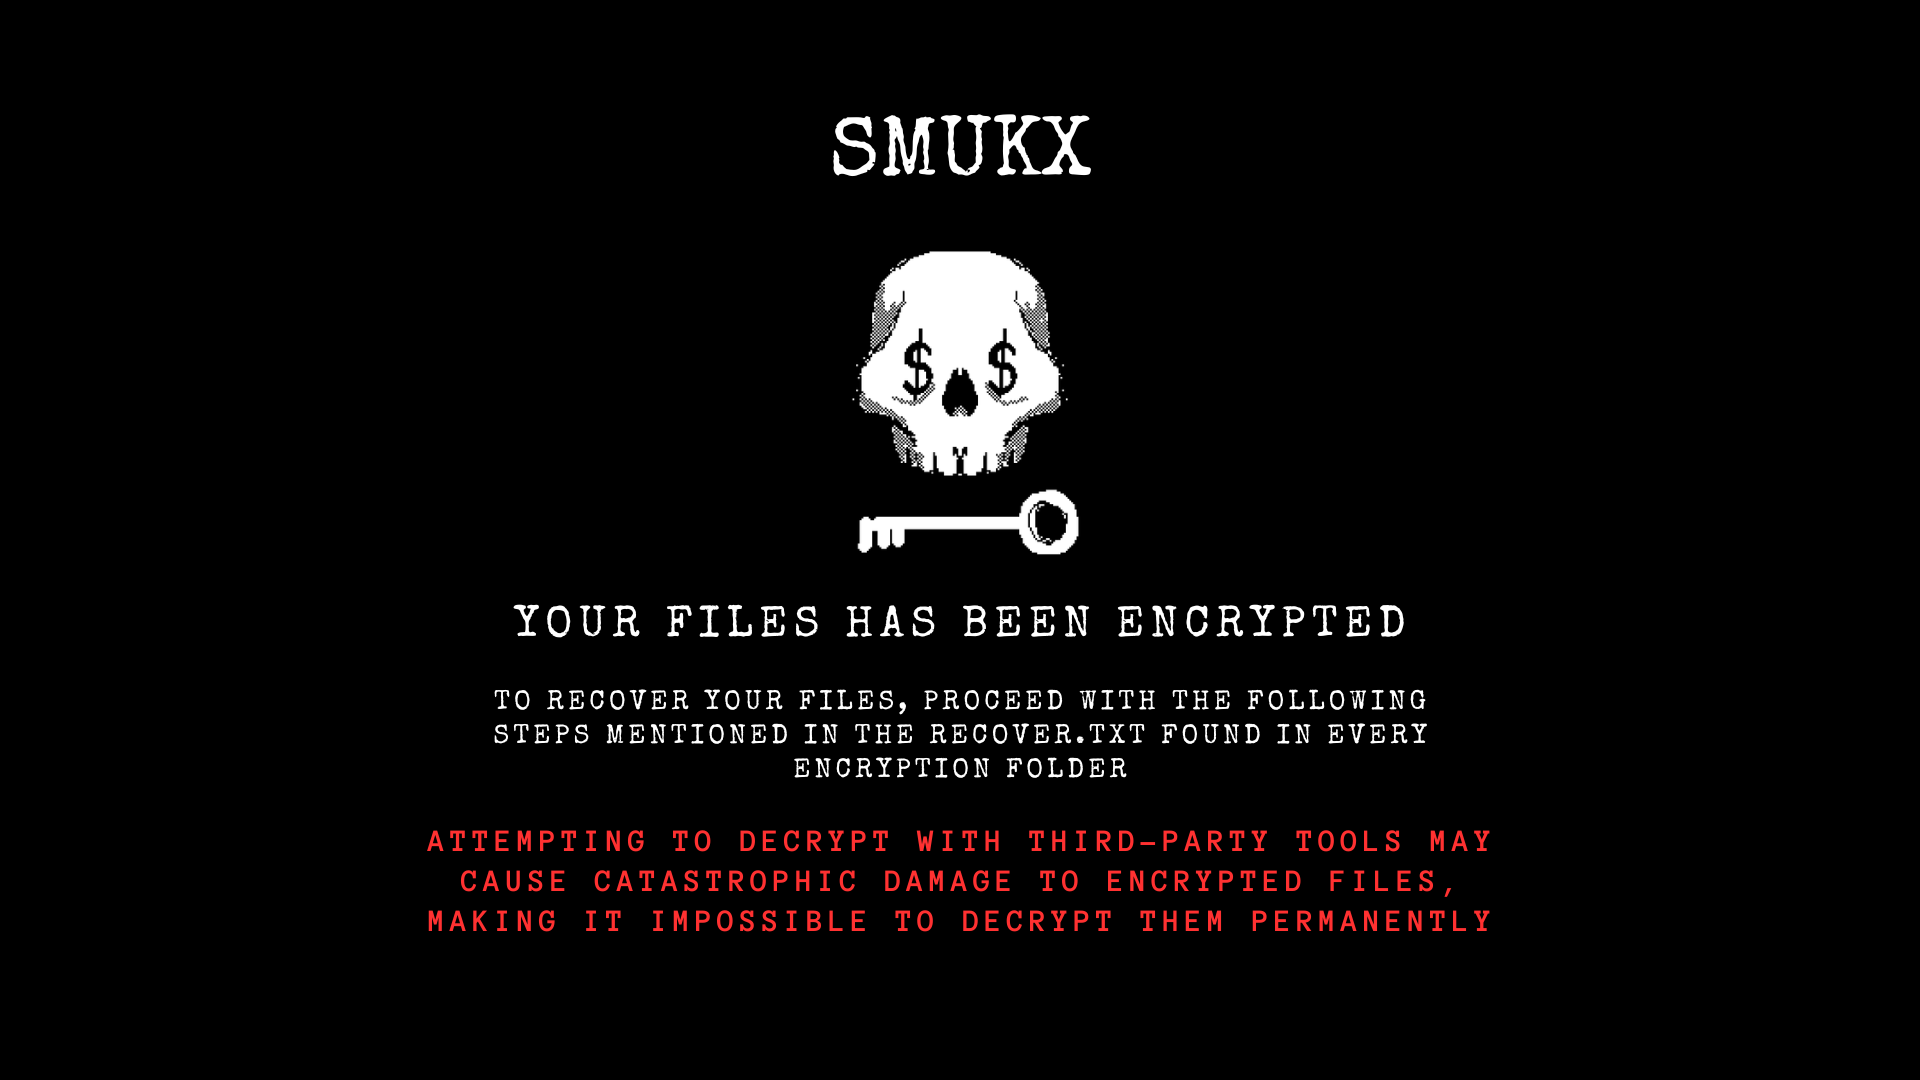 SMUKX
$ $
YOUR FILES HAS BEEN ENCRYPTED
TO RECOVER YOUR FILES, PROCEED WITH THE FOLLOWING
STEPS MENTIONED IN THE RECOVER.TXT FOUND IN EVERY
ENCRYPTION FOLDER
ATTEMPTING TO DECRYPT WITH THIRD-PARTY TOOLS MAY
CAUSE CATASTROPHIC DAMAGE TO ENCRYPTED FILES,
MAKING IT IMPOSSIBLE TO DECRYPT THEM PERMANENTLY